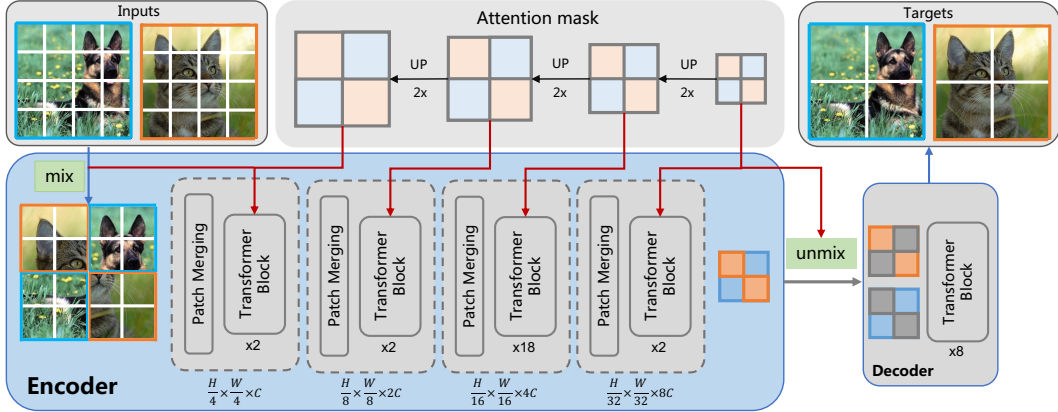 Inputs
Attention mask
Targets
UP
2x
UP
2x
UP
2x
mix
Patch Merging
Transformer
Block
x2
Patch Merging
Transformer
Block
x2
Patch Merging
Transformer
Block
x18
Patch Merging
Transformer
Block
x2
unmix
Transformer
Block
x8
Decoder
Encoder
H/4 × W/4 ×C
H/8 × W/8 ×2C
H/16 × W/16 ×4C
H/32 × W/32 ×8C